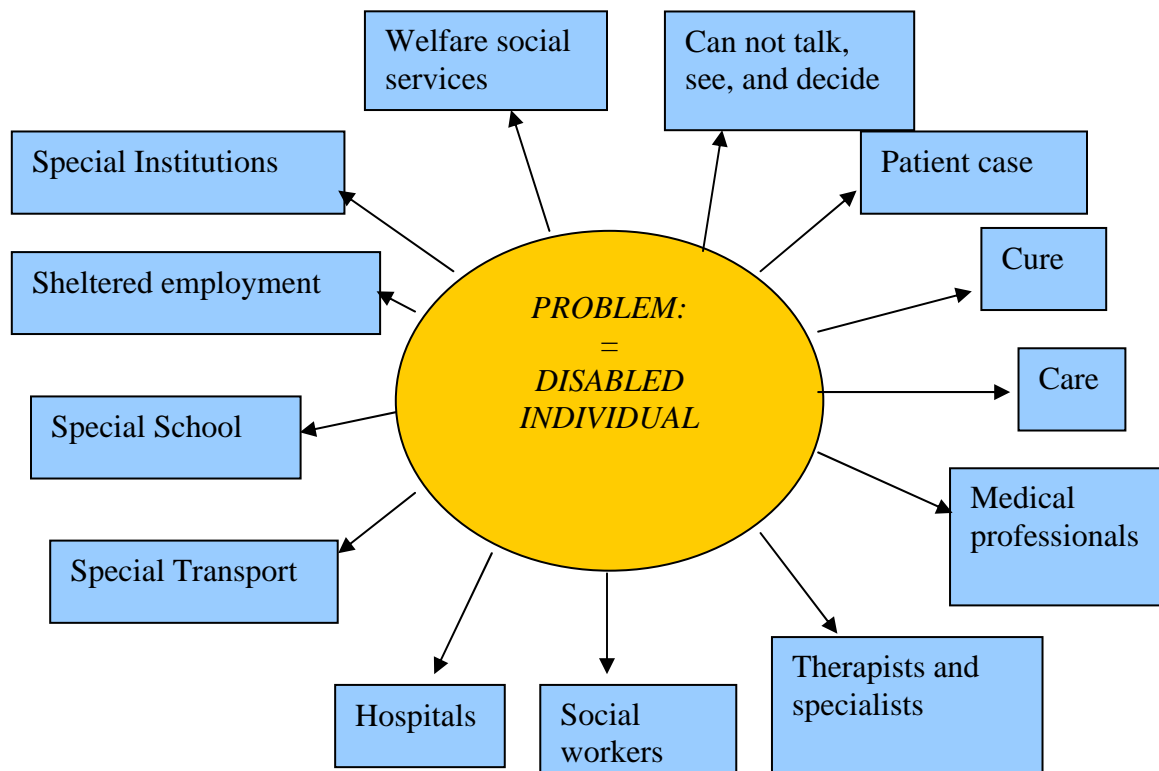 Welfare social
services
Can not talk,
see, and decide
Special Institutions
Patient case
Sheltered employment
Cure
PROBLEM:
=
DISABLED
INDIVIDUAL
Care
Special School
Medical
professionals
Special Transport
Therapists and
specialists
Hospitals
Social
workers